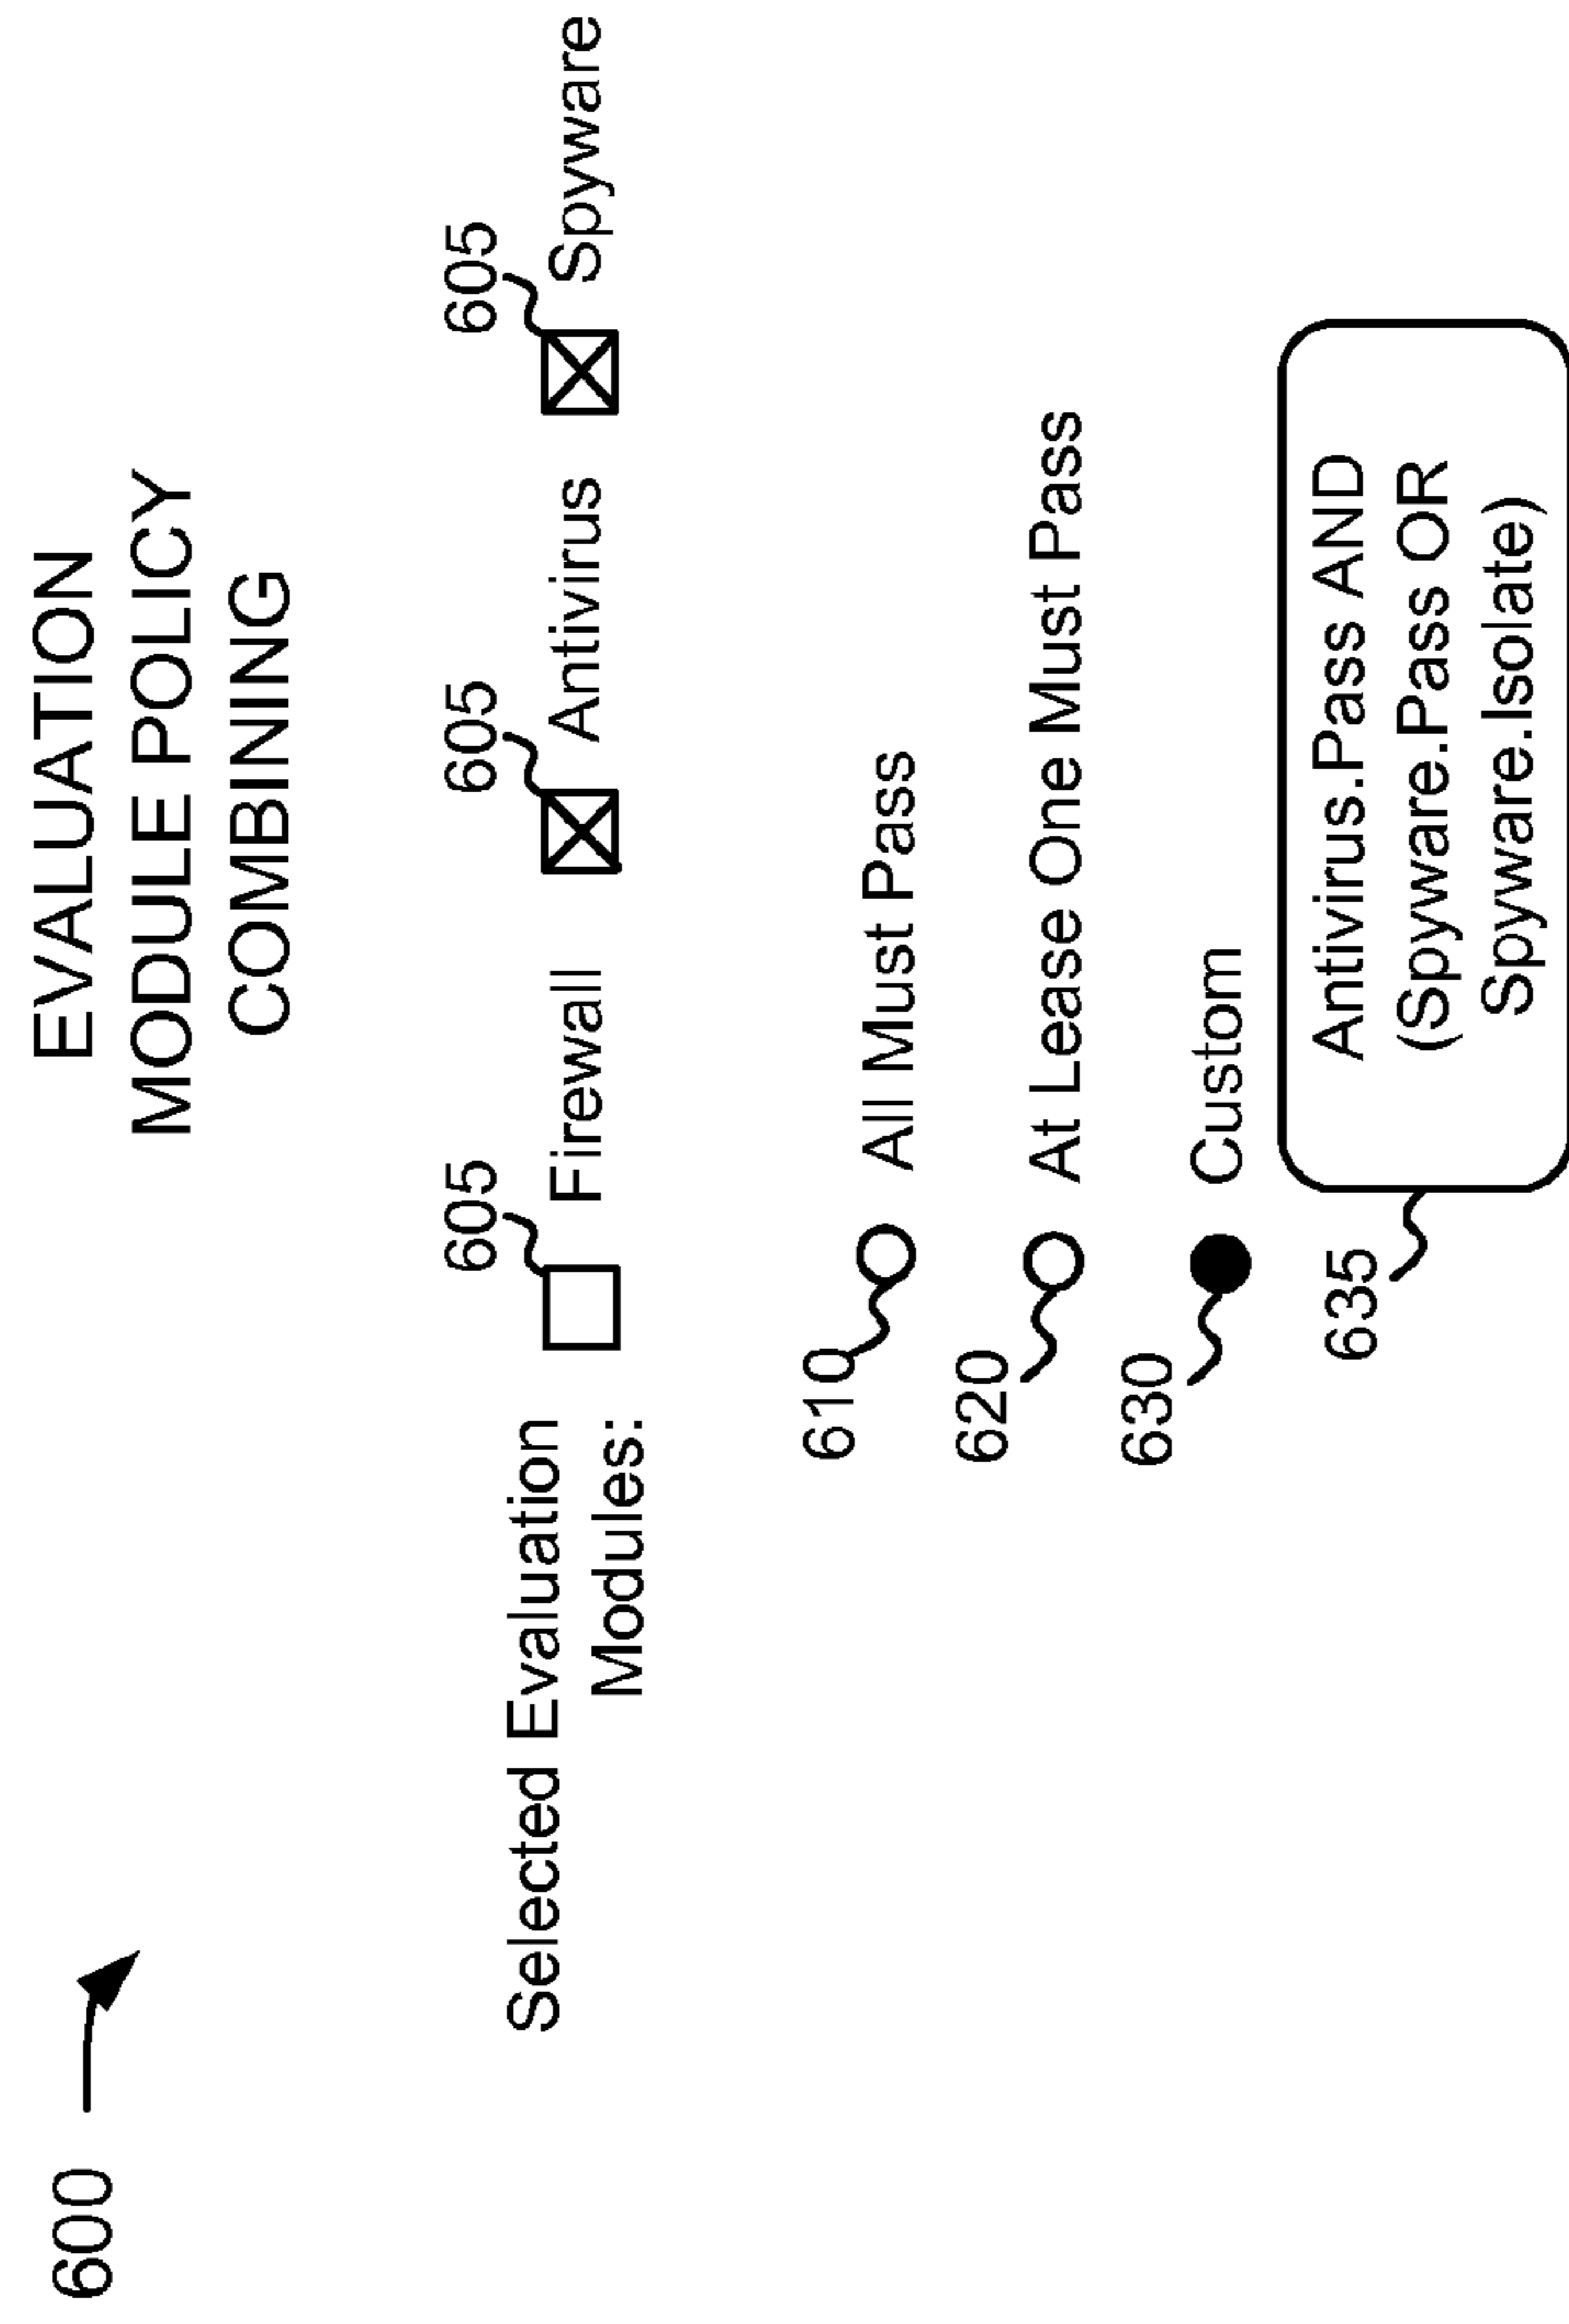 600
EVALUATION
MODULE POLICY
COMBINING
605 605 605
Selected Evaluation Modules:
Firewall Antivirus Spyware
610 All Must Pass
620 At Lease One Must Pass
630 Custom
635
Antivirus.Pass AND
(Spyware.Pass OR
Spyware.Isolate)